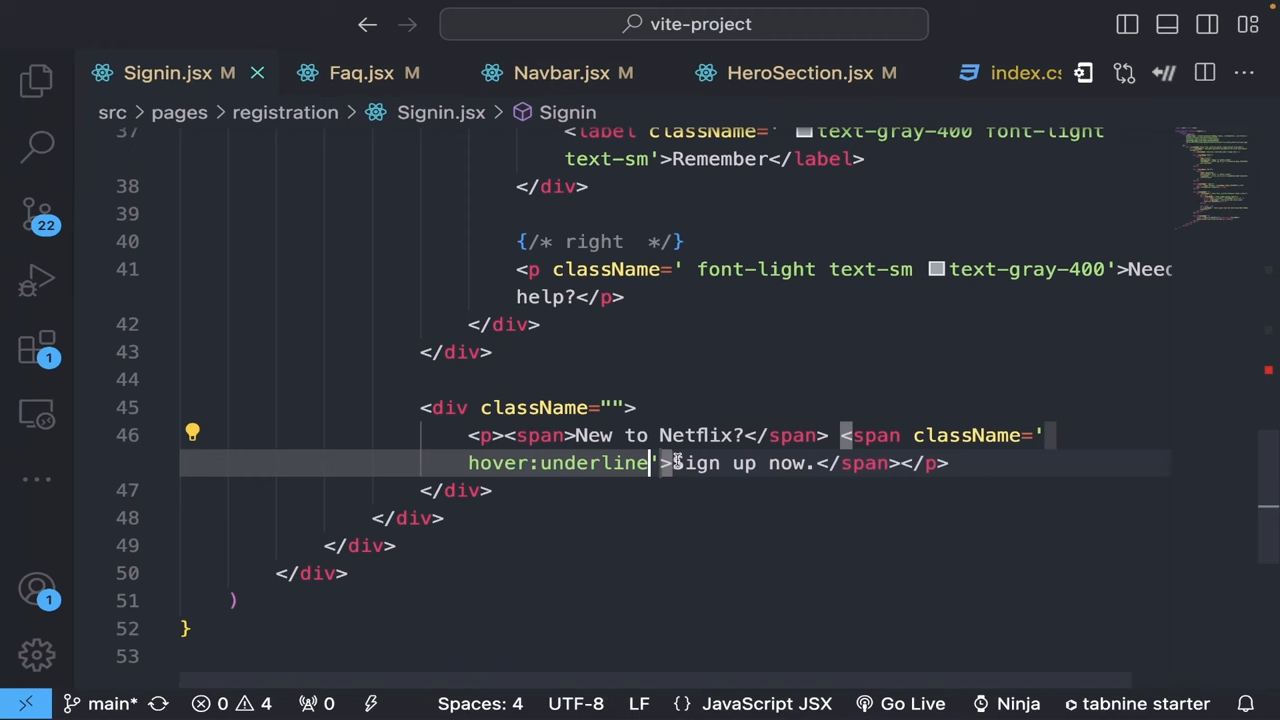 vite-project
Signin.jsx M Faq.jsx M Navbar.jsx M HeroSection.jsx M index.cs
src > pages > registration > Signin.jsx > Signin
37 <label className=' text-gray-400 font-light
text-sm'>Remember</label>
38 </div>
39
40 {/* right  */}
41 <p className=' font-light text-sm text-gray-400'>Need
help?</p>
42 </div>
43 </div>
44
45 <div className="">
46 <p><span>New to Netflix?</span> <span className='
hover:underline'>Sign up now.</span></p>
47 </div>
48 </div>
49 </div>
50 </div>
51 )
52 }
53
22
1
1
main* 0 4 0 Spaces: 4 UTF-8 LF {} JavaScript JSX Go Live Ninja tabnine starter